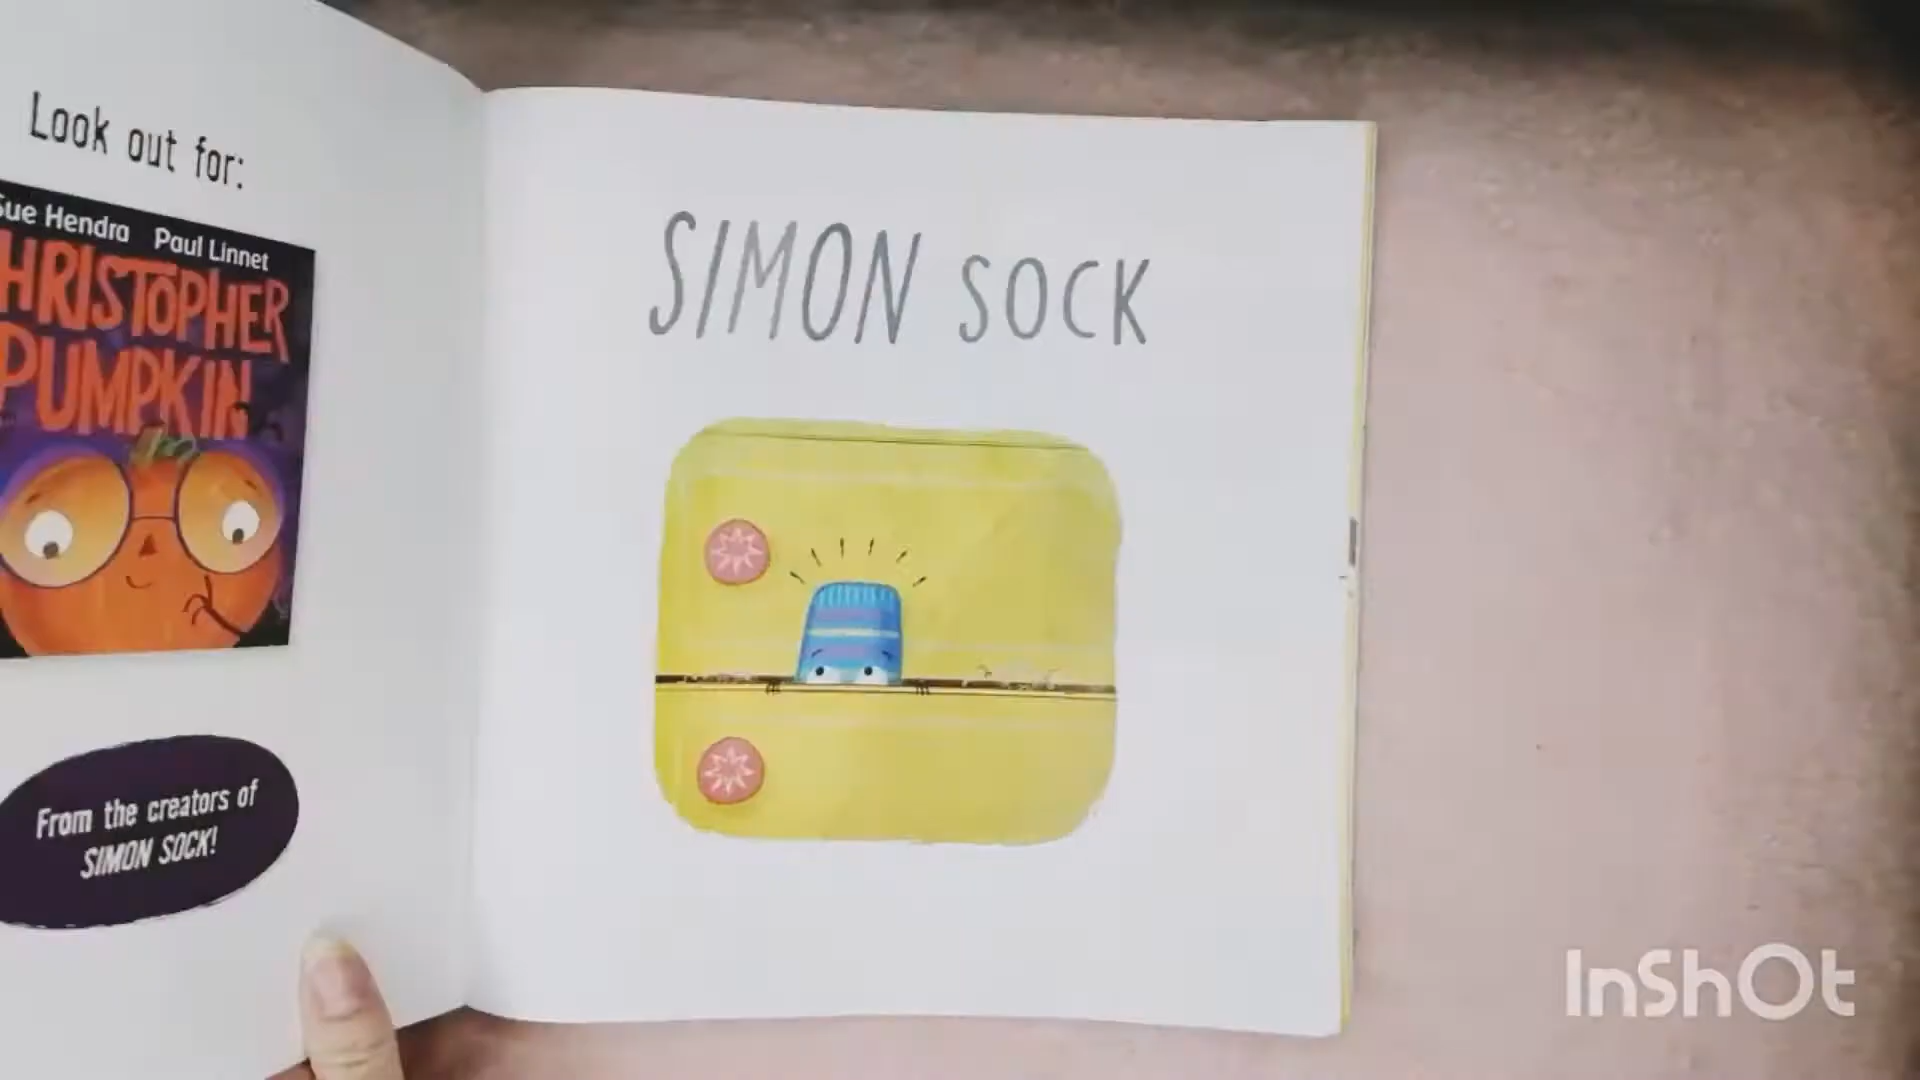 Look out for:
Sue Hendra Paul Linnet
HRISTOPHER
PUMPKIN
From the creators of
SIMON SOCK!
SIMON SOCK
InShOt